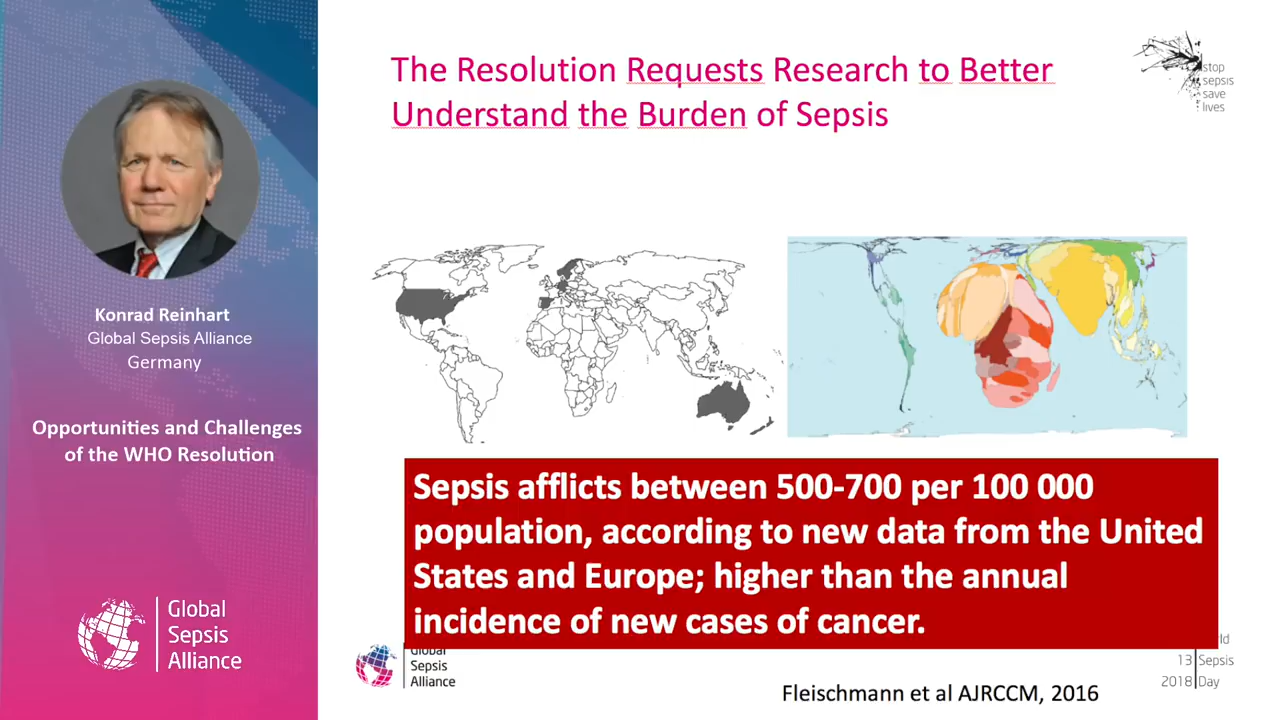 Konrad Reinhart
Global Sepsis Alliance
Germany
Opportunities and Challenges
of the WHO Resolution
Global
Sepsis
Alliance
The Resolution Requests Research to Better
Understand the Burden of Sepsis
stop
sepsis
save
lives
Sepsis afflicts between 500-700 per 100 000
population, according to new data from the United
States and Europe; higher than the annual
incidence of new cases of cancer.
Global
Sepsis
Alliance
ld
13 Sepsis
2018 Day
Fleischmann et al AJRCCM, 2016